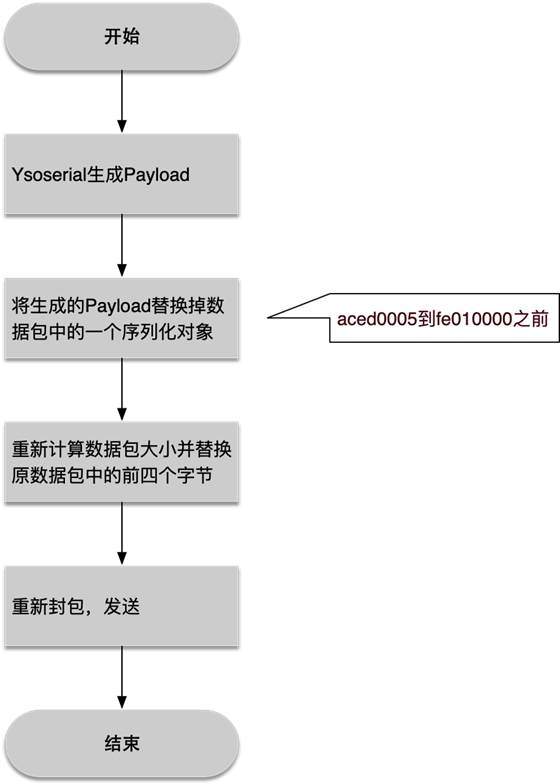 开始
Ysoserial生成Payload
将生成的Payload替换掉数
据包中的一个序列化对象
aced0005到fe010000之前
重新计算数据包大小并替换
原数据包中的前四个字节
重新封包，发送
结束